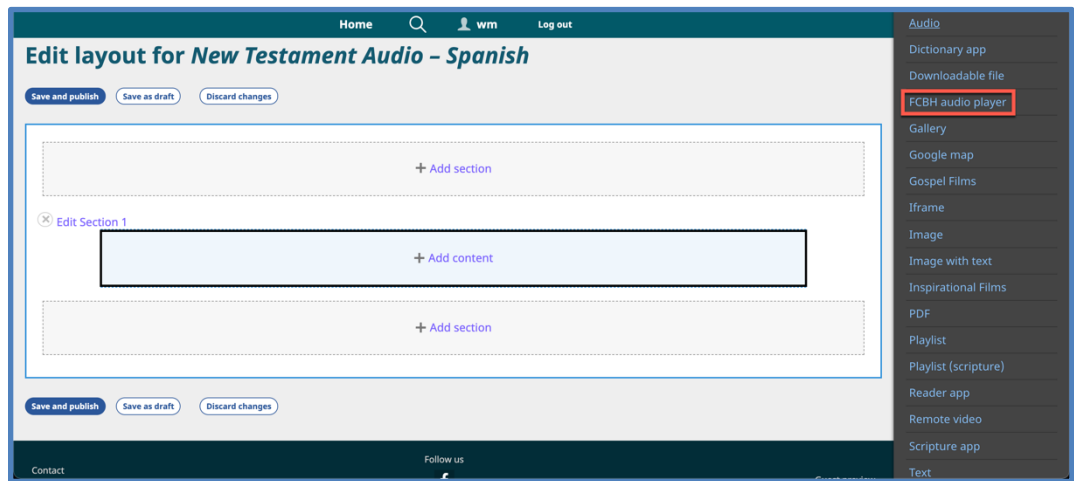 Home wm Log out
Edit layout for New Testament Audio – Spanish
Save and publish Save as draft Discard changes
+ Add section
Edit Section 1
+ Add content
+ Add section
Save and publish Save as draft Discard changes
Follow us
Contact
Guest preview
Audio
Dictionary app
Downloadable file
FCBH audio player
Gallery
Google map
Gospel Films
Iframe
Image
Image with text
Inspirational Films
PDF
Playlist
Playlist (scripture)
Reader app
Remote video
Scripture app
Text